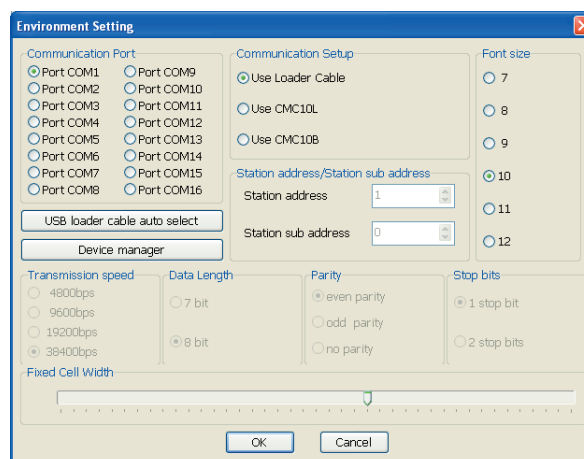 Environment Setting
Communication Port
Port COM1 Port COM9
Port COM2 Port COM10
Port COM3 Port COM11
Port COM4 Port COM12
Port COM5 Port COM13
Port COM6 Port COM14
Port COM7 Port COM15
Port COM8 Port COM16
USB loader cable auto select
Device manager
Communication Setup
Use Loader Cable
Use CMC10L
Use CMC10B
Station address/Station sub address
Station address 1
Station sub address 0
Font size
7
8
9
10
11
12
Transmission speed
4800bps
9600bps
19200bps
38400bps
Data Length
7 bit
8 bit
Parity
even parity
odd parity
no parity
Stop bits
1 stop bit
2 stop bits
Fixed Cell Width
OK Cancel